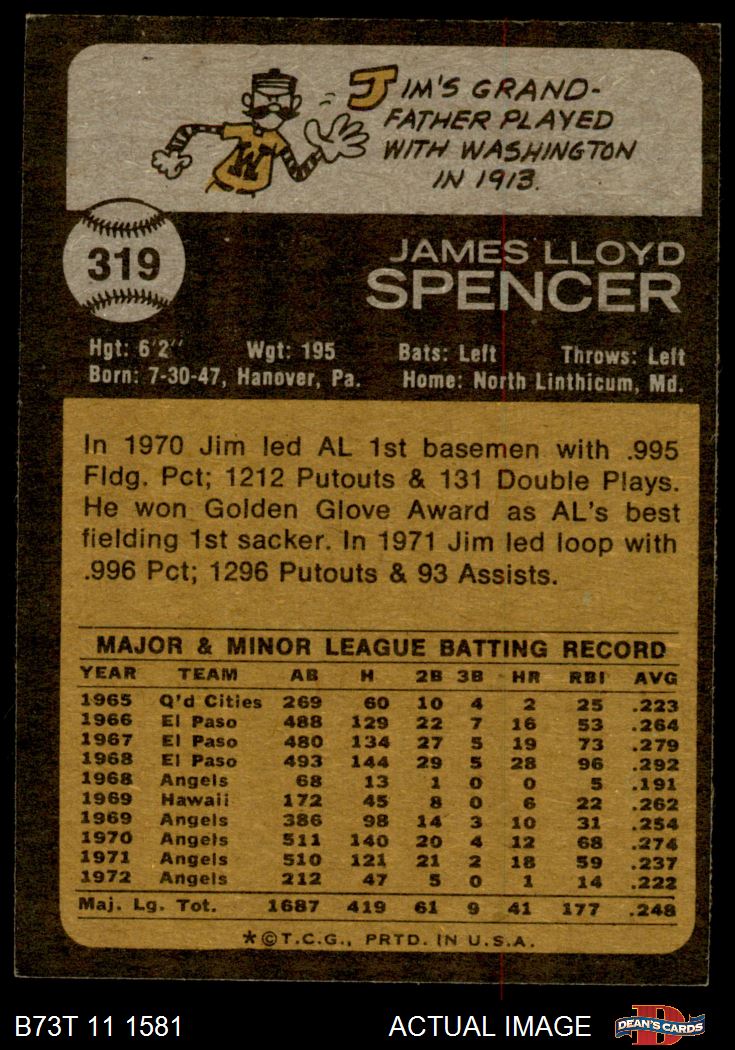 JIM'S GRAND-
FATHER PLAYED
WITH WASHINGTON
IN 1913.
W
319
JAMES LLOYD
SPENCER
Hgt: 6'2" Wgt: 195 Bats: Left Throws: Left
Born: 7-30-47, Hanover, Pa. Home: North Linthicum, Md.
In 1970 Jim led AL 1st basemen with .995
Fldg. Pct; 1212 Putouts & 131 Double Plays.
He won Golden Glove Award as AL's best
fielding 1st sacker. In 1971 Jim led loop with
.996 Pct; 1296 Putouts & 93 Assists.
MAJOR & MINOR LEAGUE BATTING RECORD
YEAR TEAM AB H 2B 3B HR RBI AVG
1965 Q'd Cities 269 60 10 4 2 25 .223
1966 El Paso 488 129 22 7 16 53 .264
1967 El Paso 480 134 27 5 19 73 .279
1968 El Paso 493 144 29 5 28 96 .292
1968 Angels 68 13 1 0 0 5 .191
1969 Hawaii 172 45 8 0 6 22 .262
1969 Angels 386 98 14 3 10 31 .254
1970 Angels 511 140 20 4 12 68 .274
1971 Angels 510 121 21 2 18 59 .237
1972 Angels 212 47 5 0 1 14 .222
Maj. Lg. Tot. 1687 419 61 9 41 177 .248
*©T.C.G., PRTD. IN U.S.A.
B73T 11 1581 ACTUAL IMAGE D DEAN'S CARDS